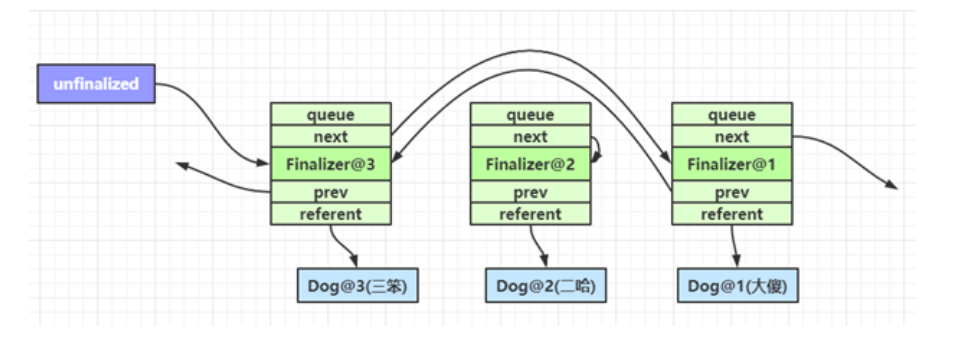 unfinalized
queue
next
Finalizer@3
prev
referent
queue
next
Finalizer@2
prev
referent
queue
next
Finalizer@1
prev
referent
Dog@3(三笨)
Dog@2(二哈)
Dog@1(大傻)